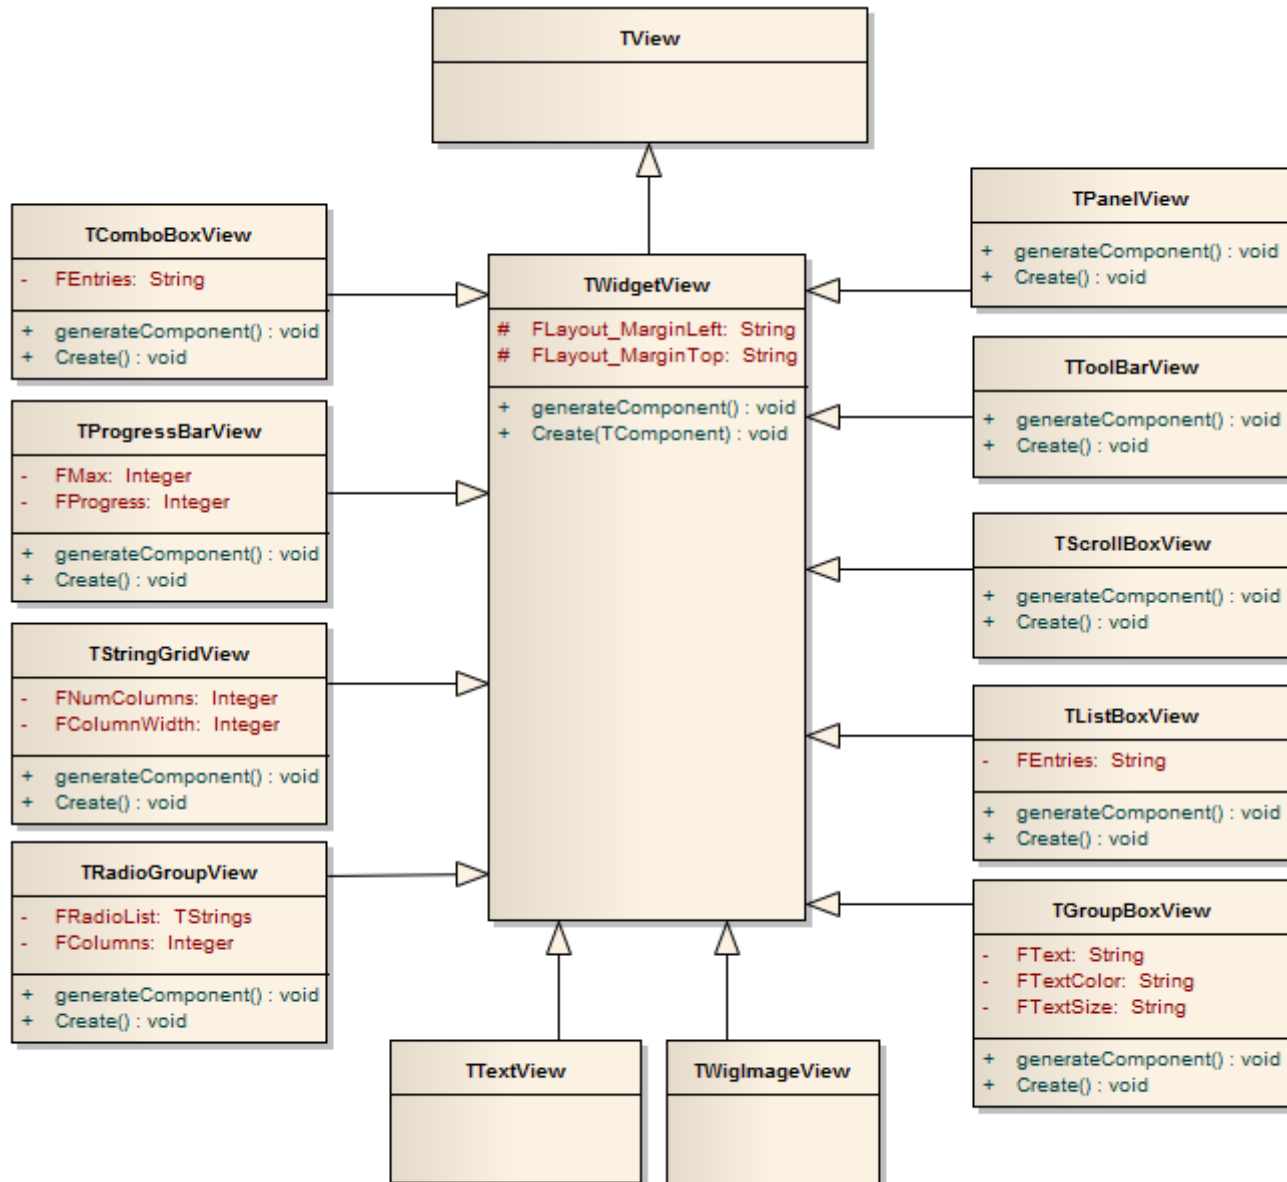 TView
TComboBoxView
- FEntries: String
+ generateComponent() : void
+ Create() : void
TProgressBarView
- FMax: Integer
- FProgress: Integer
+ generateComponent() : void
+ Create() : void
TStringGridView
- FNumColumns: Integer
- FColumnWidth: Integer
+ generateComponent() : void
+ Create() : void
TRadioGroupView
- FRadioList: TStrings
- FColumns: Integer
+ generateComponent() : void
+ Create() : void
TWidgetView
# FLayout_MarginLeft: String
# FLayout_MarginTop: String
+ generateComponent() : void
+ Create(TComponent) : void
TPanelView
+ generateComponent() : void
+ Create() : void
TToolBarView
+ generateComponent() : void
+ Create() : void
TScrollBoxView
+ generateComponent() : void
+ Create() : void
TListBoxView
- FEntries: String
+ generateComponent() : void
+ Create() : void
TGroupBoxView
- FText: String
- FTextColor: String
- FTextSize: String
+ generateComponent() : void
+ Create() : void
TTextView
TWigImageView